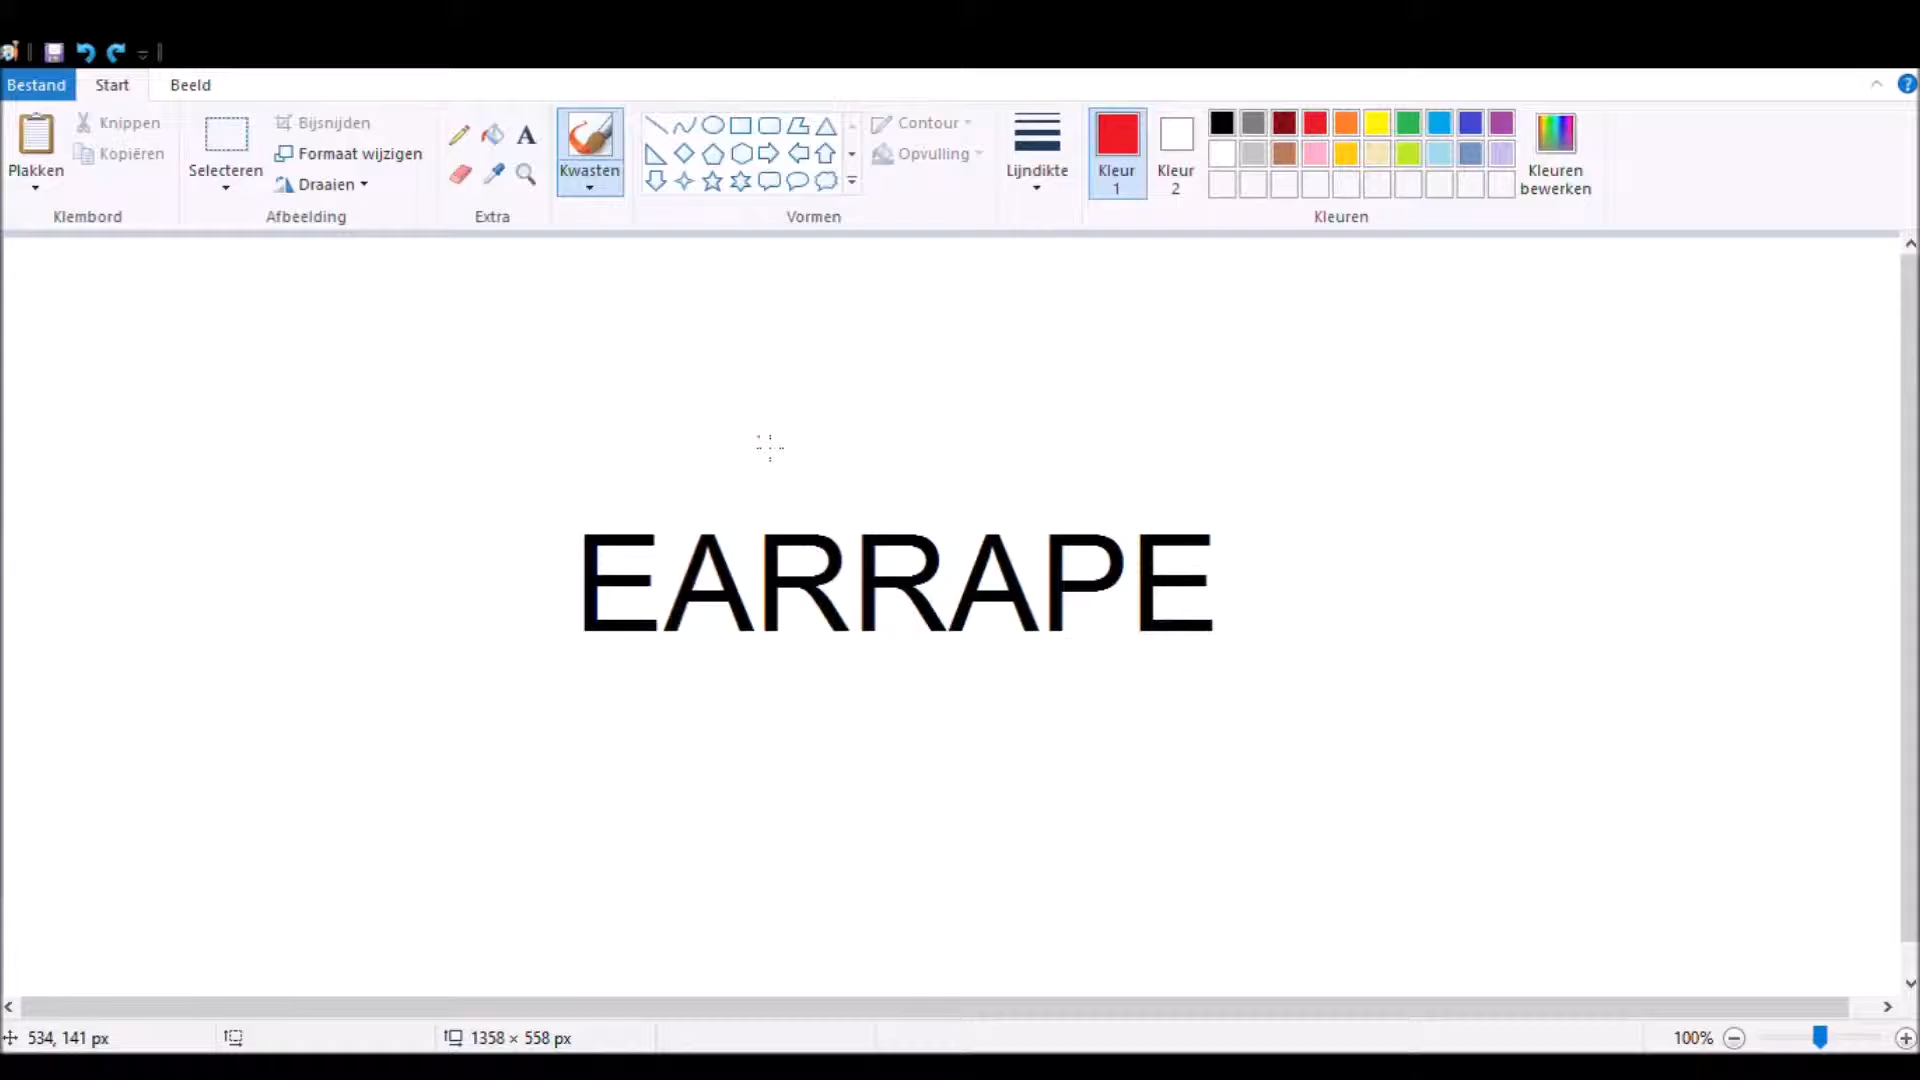 Bestand Start Beeld
Plakken
Knippen
Kopiëren
Klembord
Selecteren
Bijsnijden
Formaat wijzigen
Draaien
Afbeelding
A
Extra
Kwasten
Vormen
Contour
Opvulling
Lijndikte
Kleur
1
Kleur
2
Kleuren
Kleuren
bewerken
?
EARRAPE
534, 141 px
1358 × 558 px
100%